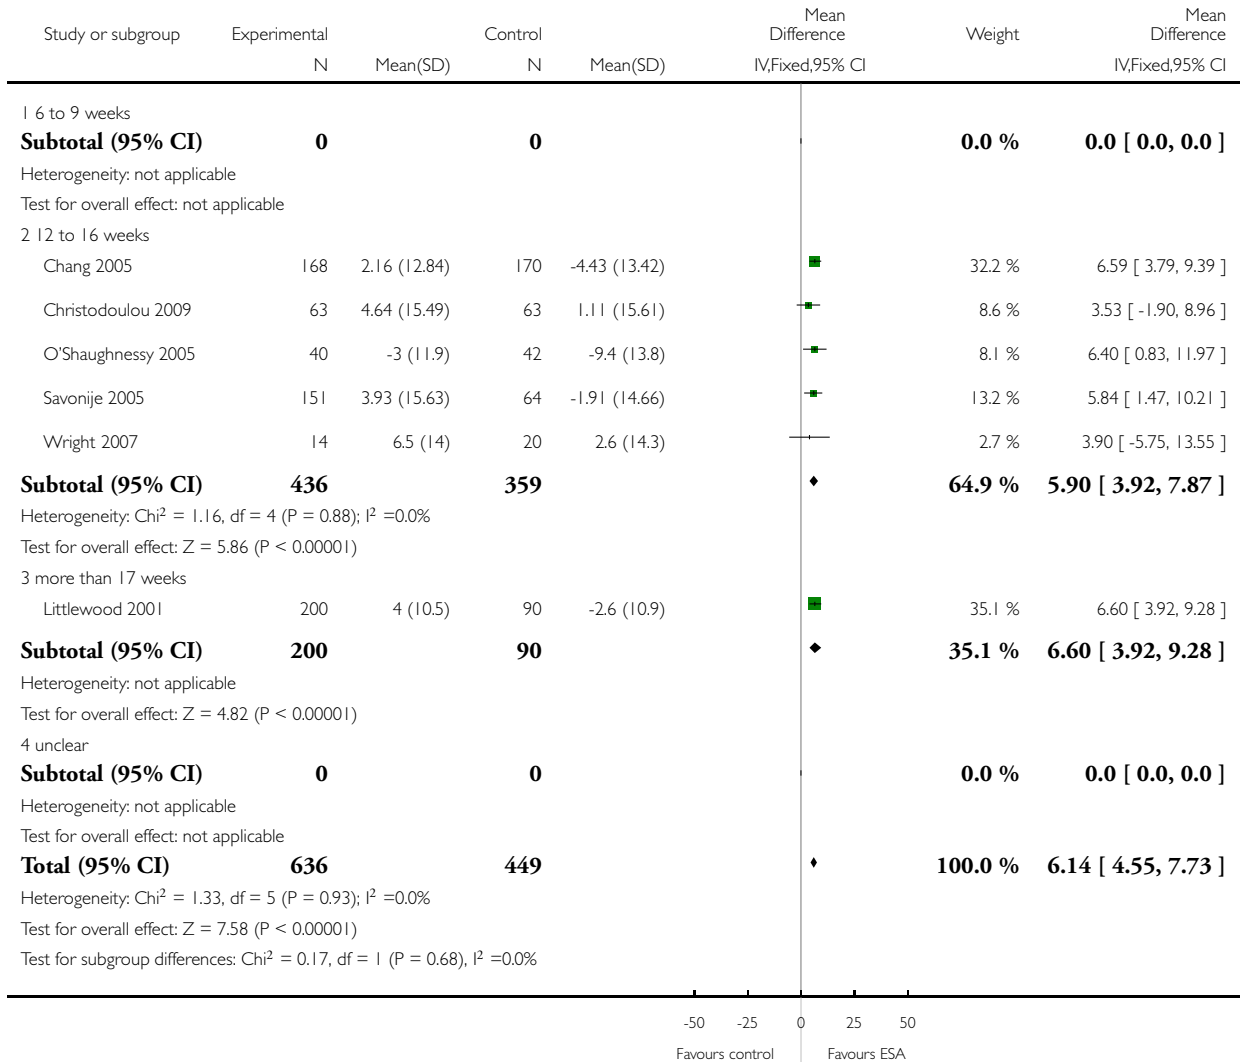 Study or subgroup Experimental Control Mean Difference Weight Mean Difference
N Mean(SD) N Mean(SD) IV,Fixed,95% CI IV,Fixed,95% CI
1 6 to 9 weeks
Subtotal (95% CI) 0 0 0.0 % 0.0 [ 0.0, 0.0 ]
Heterogeneity: not applicable
Test for overall effect: not applicable
2 12 to 16 weeks
Chang 2005 168 2.16 (12.84) 170 -4.43 (13.42) 32.2 % 6.59 [ 3.79, 9.39 ]
Christodoulou 2009 63 4.64 (15.49) 63 1.11 (15.61) 8.6 % 3.53 [ -1.90, 8.96 ]
O'Shaughnessy 2005 40 -3 (11.9) 42 -9.4 (13.8) 8.1 % 6.40 [ 0.83, 11.97 ]
Savonije 2005 151 3.93 (15.63) 64 -1.91 (14.66) 13.2 % 5.84 [ 1.47, 10.21 ]
Wright 2007 14 6.5 (14) 20 2.6 (14.3) 2.7 % 3.90 [ -5.75, 13.55 ]
Subtotal (95% CI) 436 359 64.9 % 5.90 [ 3.92, 7.87 ]
Heterogeneity: Chi² = 1.16, df = 4 (P = 0.88); I² =0.0%
Test for overall effect: Z = 5.86 (P < 0.00001)
3 more than 17 weeks
Littlewood 2001 200 4 (10.5) 90 -2.6 (10.9) 35.1 % 6.60 [ 3.92, 9.28 ]
Subtotal (95% CI) 200 90 35.1 % 6.60 [ 3.92, 9.28 ]
Heterogeneity: not applicable
Test for overall effect: Z = 4.82 (P < 0.00001)
4 unclear
Subtotal (95% CI) 0 0 0.0 % 0.0 [ 0.0, 0.0 ]
Heterogeneity: not applicable
Test for overall effect: not applicable
Total (95% CI) 636 449 100.0 % 6.14 [ 4.55, 7.73 ]
Heterogeneity: Chi² = 1.33, df = 5 (P = 0.93); I² =0.0%
Test for overall effect: Z = 7.58 (P < 0.00001)
Test for subgroup differences: Chi² = 0.17, df = 1 (P = 0.68), I² =0.0%
-50 -25 0 25 50
Favours control Favours ESA